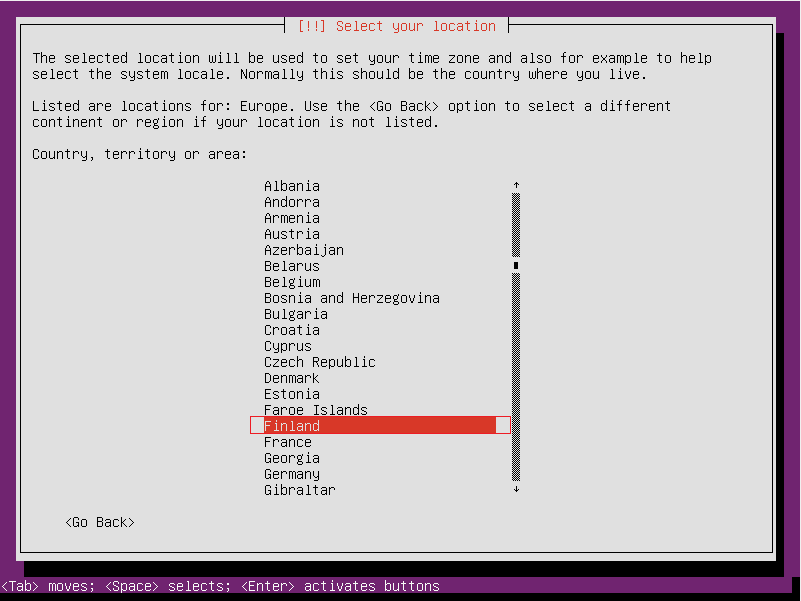 [!!] Select your location
The selected location will be used to set your time zone and also for example to help
select the system locale. Normally this should be the country where you live.
Listed are locations for: Europe. Use the <Go Back> option to select a different
continent or region if your location is not listed.
Country, territory or area:
Albania
Andorra
Armenia
Austria
Azerbaijan
Belarus
Belgium
Bosnia and Herzegovina
Bulgaria
Croatia
Cyprus
Czech Republic
Denmark
Estonia
Faroe Islands
Finland
France
Georgia
Germany
Gibraltar
<Go Back>
<Tab> moves; <Space> selects; <Enter> activates buttons